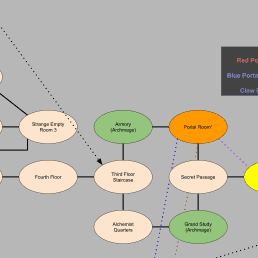 Red Po
Blue Porta
Claw
Strange Empty
Room 3
Armory
(Archmage)
Portal Room*
Fourth Floor
Third Floor
Staircase
Secret Passage
Alchemist
Quarters
Grand Study
(Archmage)